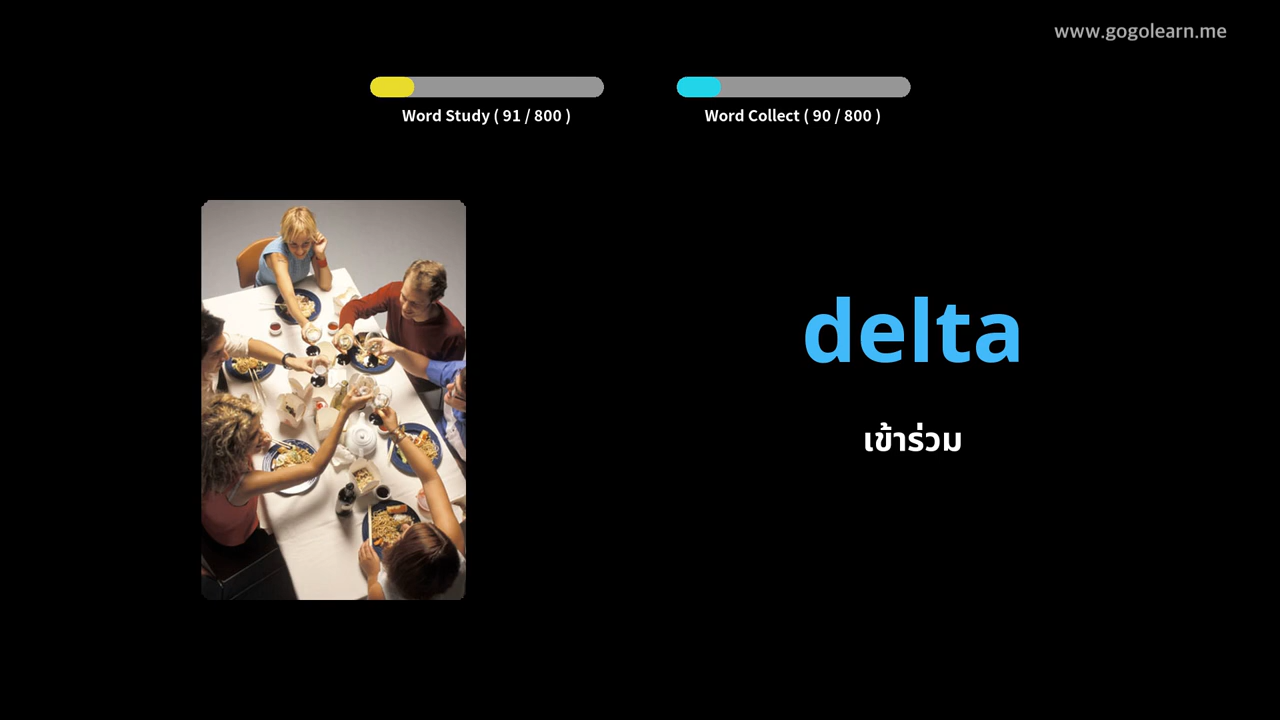 www.gogolearn.me
Word Study ( 91 / 800 )
Word Collect ( 90 / 800 )
delta
เข้าร่วม